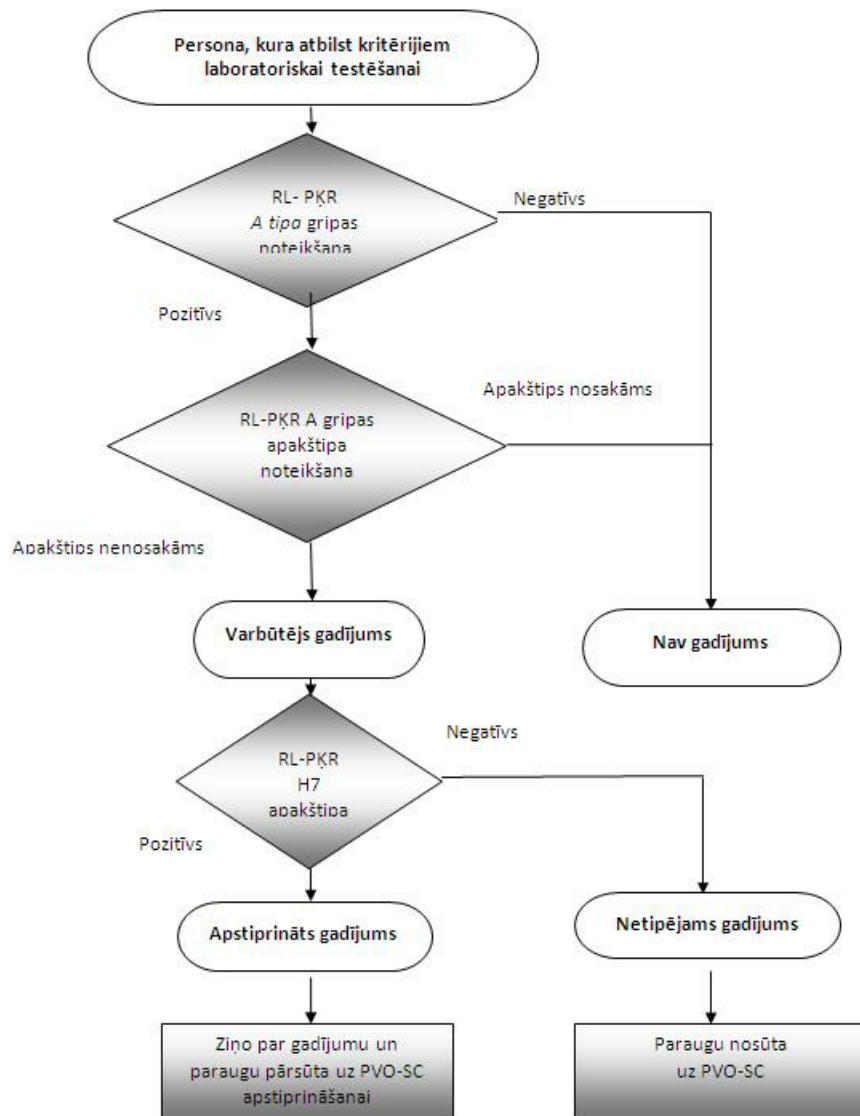 Persona, kura atbilst kritērijiem
laboratoriskai testēšanai
RL- PĶR
A tipa gripas
noteikšana
Negatīvs
Pozitīvs
RL-PĶR A gripas
apakštipa
noteikšana
Apakštips nosakāms
Apakštips nenosakāms
Varbūtējs gadījums
Nav gadījums
RL-PĶR
H7
apakštipa
Negatīvs
Pozitīvs
Apstiprināts gadījums
Netipējams gadījums
Ziņo par gadījumu un
paraugu pārsūta uz PVO-SC
apstiprināšanai
Paraugu nosūta
uz PVO-SC